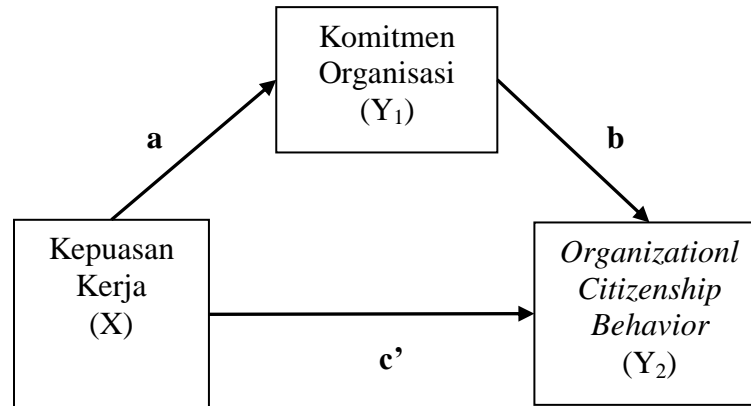 Komitmen
Organisasi
(Y₁)
a
b
Kepuasan
Kerja
(X)
Organizationl
Citizenship
Behavior
(Y₂)
c’